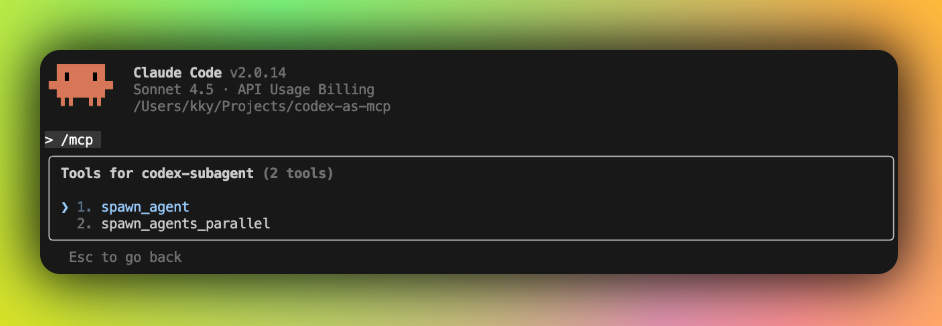 Claude Code v2.0.14
Sonnet 4.5 · API Usage Billing
/Users/kky/Projects/codex-as-mcp
> /mcp
Tools for codex-subagent (2 tools)
❯ 1. spawn_agent
2. spawn_agents_parallel
Esc to go back